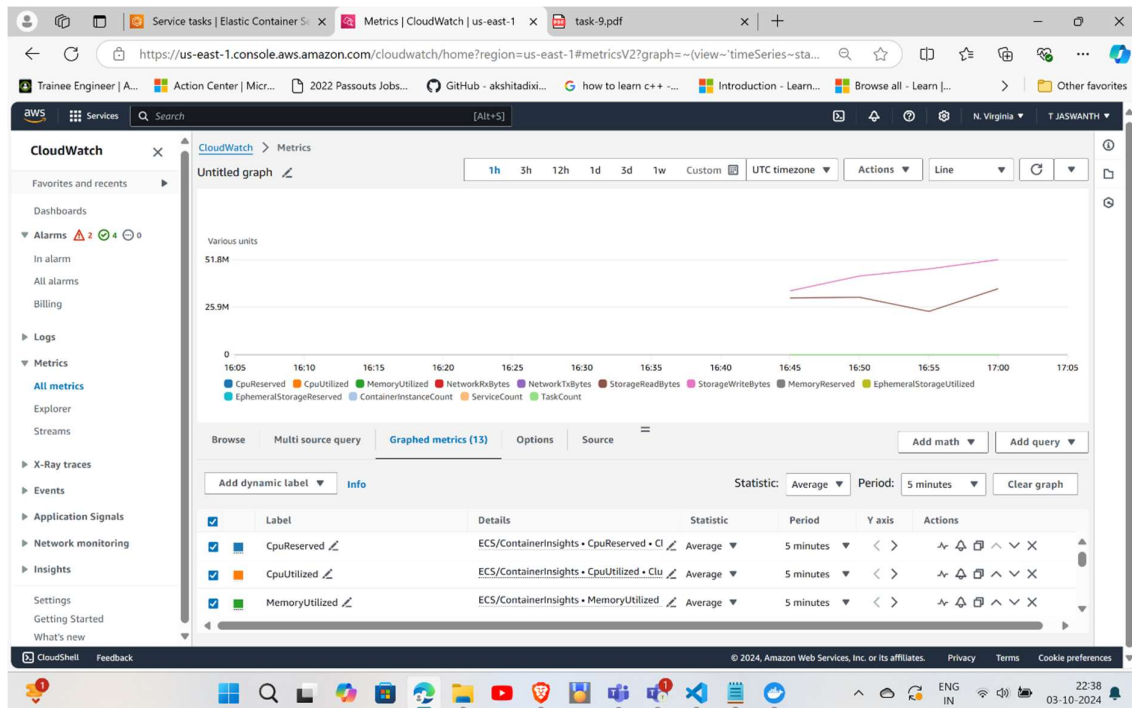 Service tasks | Elastic Container Se
Metrics | CloudWatch | us-east-1
task-9.pdf
https://us-east-1.console.aws.amazon.com/cloudwatch/home?region=us-east-1#metricsV2?graph=~(view~'timeSeries~sta...
Trainee Engineer | A...
Action Center | Micr...
2022 Passouts Jobs...
GitHub - akshitadixi...
how to learn c++ -...
Introduction - Learn...
Browse all - Learn |...
Other favorites
aws
Services
Search
[Alt+S]
N. Virginia
T JASWANTH
CloudWatch
Favorites and recents
Dashboards
Alarms 2 4 0
In alarm
All alarms
Billing
Logs
Metrics
All metrics
Explorer
Streams
X-Ray traces
Events
Application Signals
Network monitoring
Insights
Settings
Getting Started
What's new
CloudWatch > Metrics
Untitled graph
1h 3h 12h 1d 3d 1w Custom
UTC timezone
Actions
Line
Various units
51.8M
25.9M
0
16:05 16:10 16:15 16:20 16:25 16:30 16:35 16:40 16:45 16:50 16:55 17:00 17:05
CpuReserved CpuUtilized MemoryUtilized NetworkRxBytes NetworkTxBytes StorageReadBytes StorageWriteBytes MemoryReserved EphemeralStorageUtilized
EphemeralStorageReserved ContainerInstanceCount ServiceCount TaskCount
Browse Multi source query Graphed metrics (13) Options Source
Add math
Add query
Add dynamic label
Info
Statistic: Average
Period: 5 minutes
Clear graph
Label Details Statistic Period Y axis Actions
CpuReserved ECS/ContainerInsights • CpuReserved • Cl Average 5 minutes
CpuUtilized ECS/ContainerInsights • CpuUtilized • Clu Average 5 minutes
MemoryUtilized ECS/ContainerInsights • MemoryUtilized Average 5 minutes
CloudShell Feedback
© 2024, Amazon Web Services, Inc. or its affiliates. Privacy Terms Cookie preferences
1
1
ENG
IN
22:38
03-10-2024